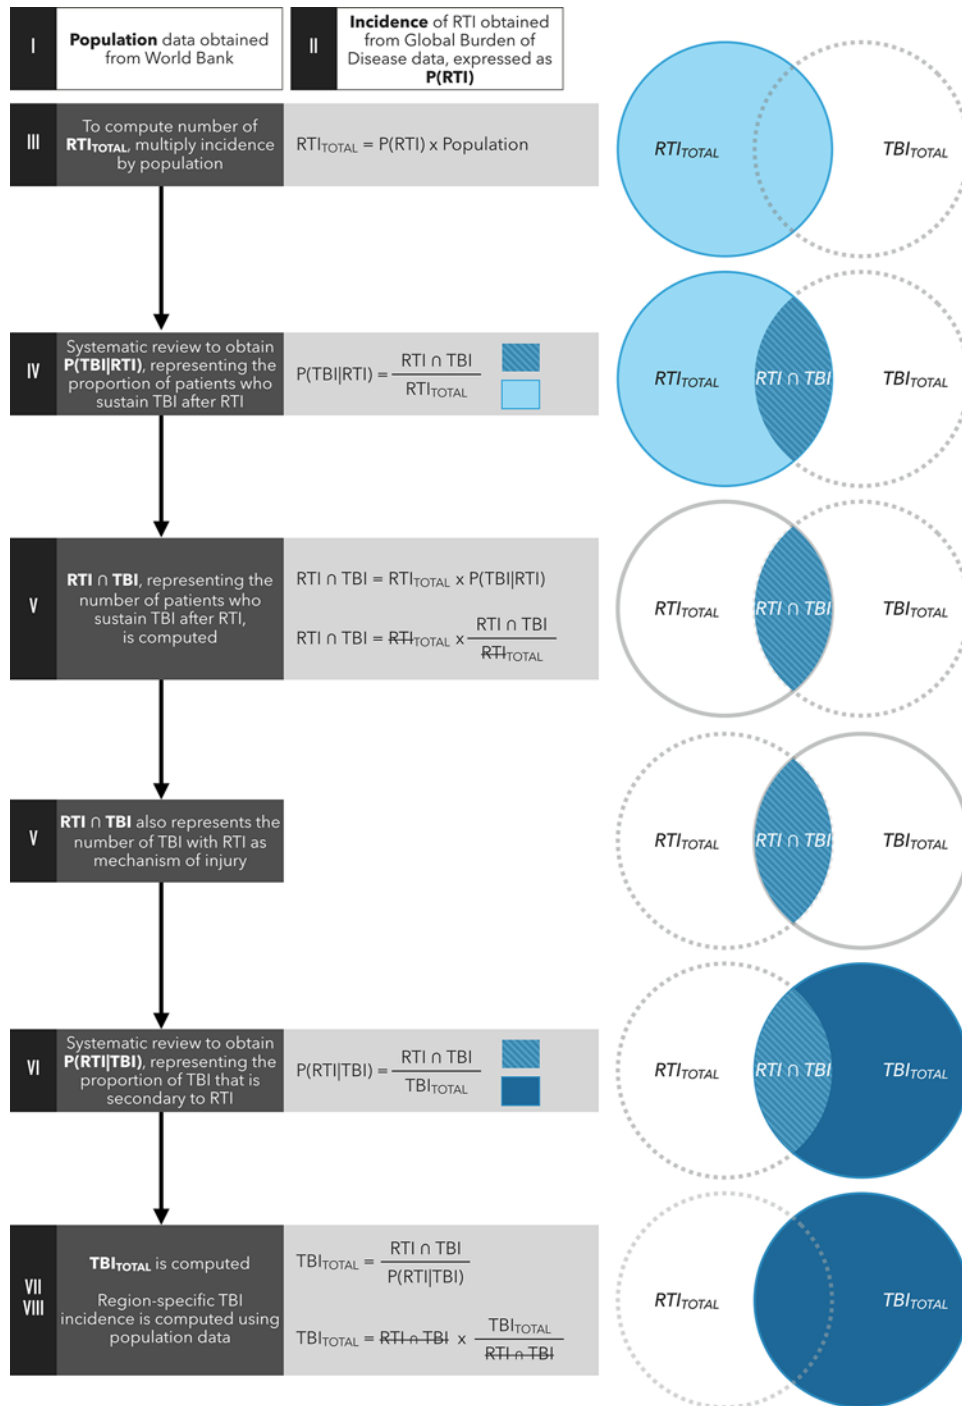 I
Population data obtained
from World Bank
II
Incidence of RTI obtained
from Global Burden of
Disease data, expressed as
P(RTI)
III
To compute number of
RTITOTAL, multiply incidence
by population
RTITOTAL = P(RTI) x Population
RTITOTAL
TBITOTAL
IV
Systematic review to obtain
P(TBI|RTI), representing the
proportion of patients who
sustain TBI after RTI
P(TBI|RTI) =
RTI ∩ TBI
RTITOTAL
RTITOTAL
RTI ∩ TBI
TBITOTAL
V
RTI ∩ TBI, representing the
number of patients who
sustain TBI after RTI,
is computed
RTI ∩ TBI = RTITOTAL x P(TBI|RTI)
RTI ∩ TBI = RTITOTAL x
RTI ∩ TBI
RTITOTAL
RTITOTAL
RTI ∩ TBI
TBITOTAL
V
RTI ∩ TBI also represents the
number of TBI with RTI as
mechanism of injury
RTITOTAL
RTI ∩ TBI
TBITOTAL
VI
Systematic review to obtain
P(RTI|TBI), representing the
proportion of TBI that is
secondary to RTI
P(RTI|TBI) =
RTI ∩ TBI
TBITOTAL
RTITOTAL
RTI ∩ TBI
TBITOTAL
VII
VIII
TBITOTAL is computed
Region-specific TBI
incidence is computed using
population data
TBITOTAL =
RTI ∩ TBI
P(RTI|TBI)
TBITOTAL = RTI ∩ TBI x
TBITOTAL
RTI ∩ TBI
RTITOTAL
TBITOTAL